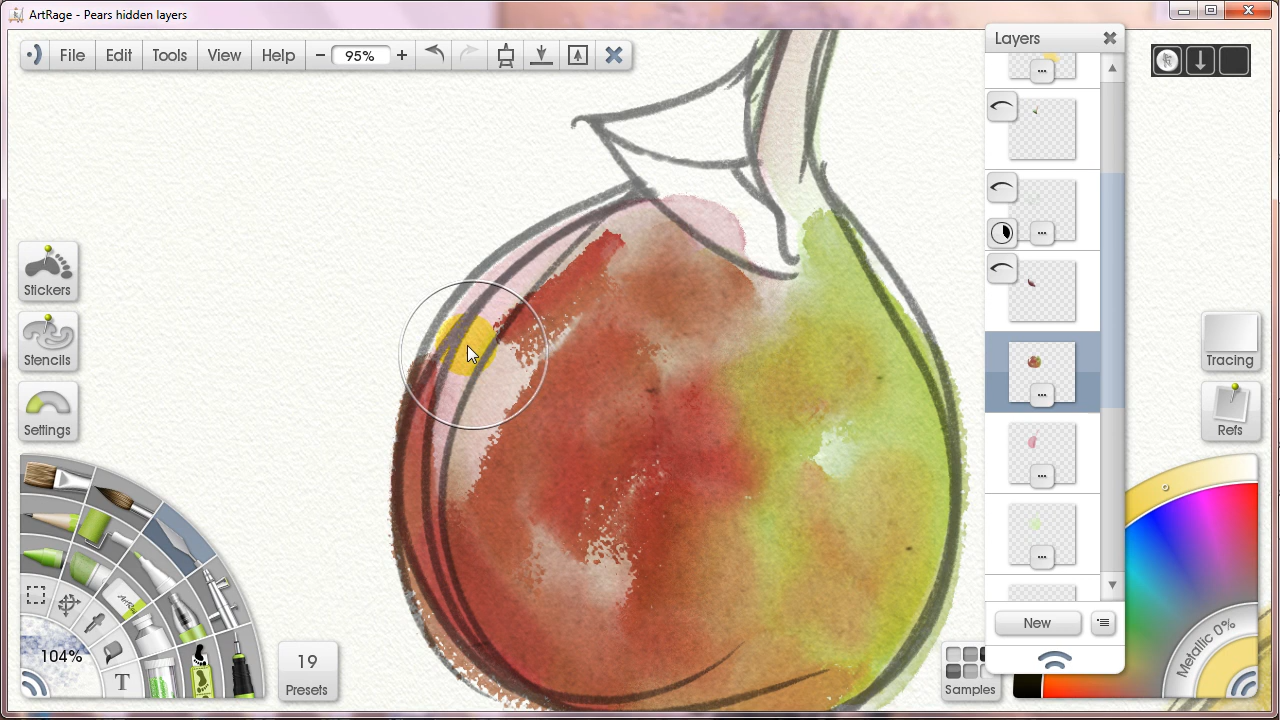 ArtRage - Pears hidden layers
File Edit Tools View Help − 95% +
Layers
Stickers
Stencils
Settings
Tracing
Refs
New
Metallic 0%
104%
T
19
Presets
Samples